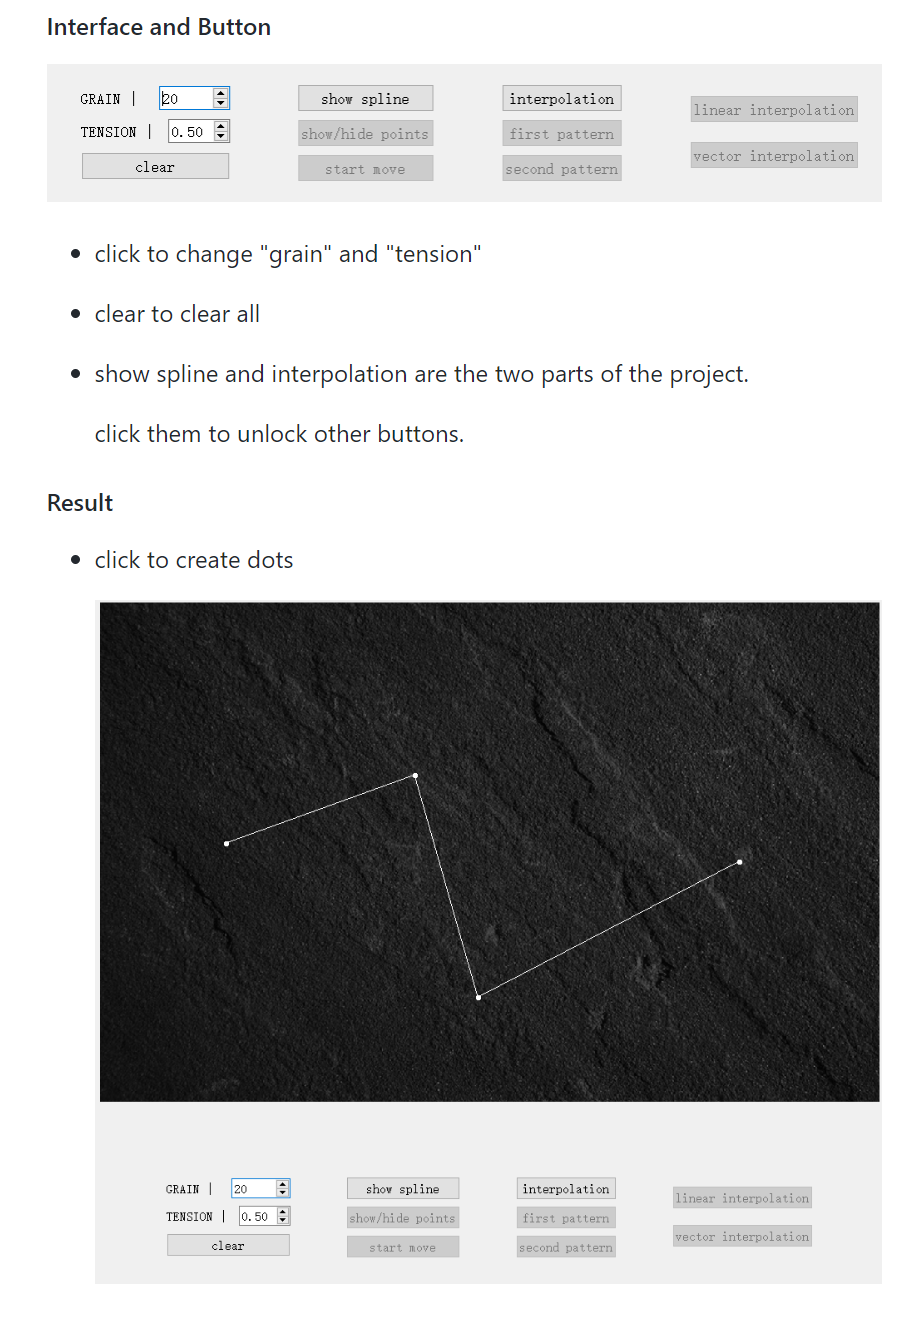 Interface and Button
GRAIN | 20
show spline
interpolation
linear interpolation
TENSION | 0.50
show/hide points
first pattern
clear
start move
second pattern
vector interpolation
click to change "grain" and "tension"
clear to clear all
show spline and interpolation are the two parts of the project.
click them to unlock other buttons.
Result
click to create dots
GRAIN | 20
show spline
interpolation
linear interpolation
TENSION | 0.50
show/hide points
first pattern
clear
start move
second pattern
vector interpolation